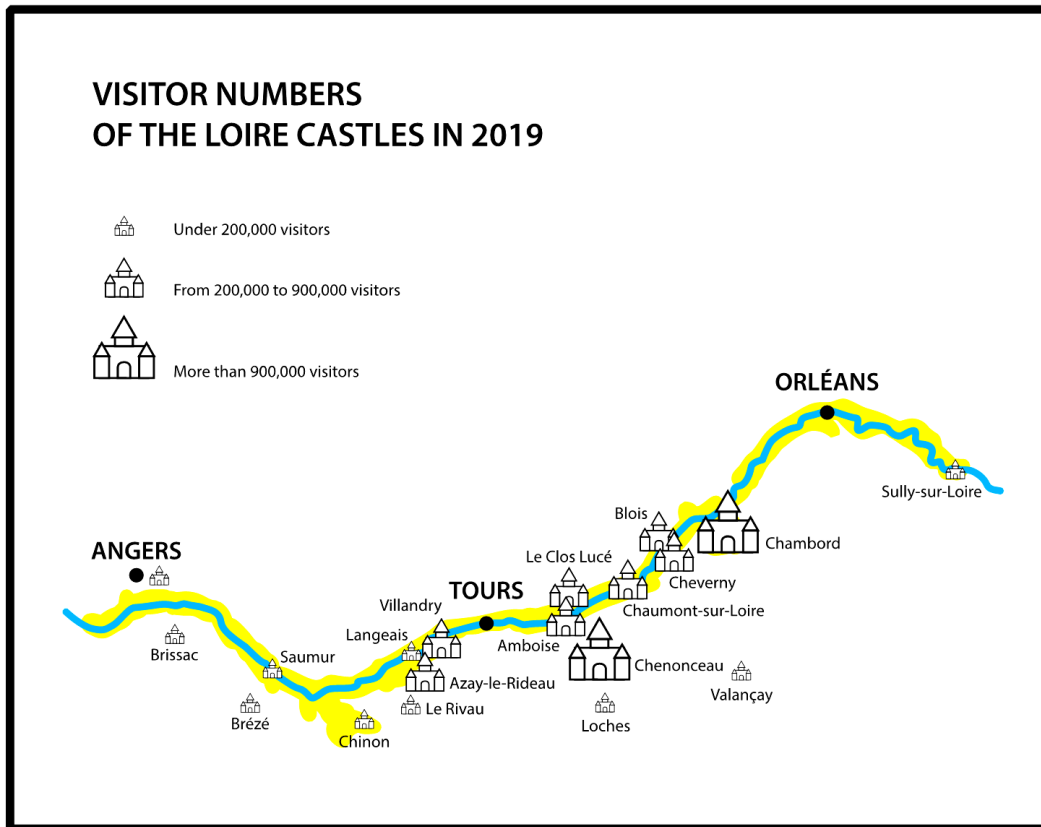 VISITOR NUMBERS
OF THE LOIRE CASTLES IN 2019
Under 200,000 visitors
From 200,000 to 900,000 visitors
More than 900,000 visitors
ORLÉANS
Sully-sur-Loire
Blois
Chambord
ANGERS
Le Clos Lucé
Cheverny
TOURS
Villandry
Chaumont-sur-Loire
Langeais
Amboise
Brissac
Saumur
Chenonceau
Azay-le-Rideau
Valançay
Le Rivau
Brézé
Loches
Chinon